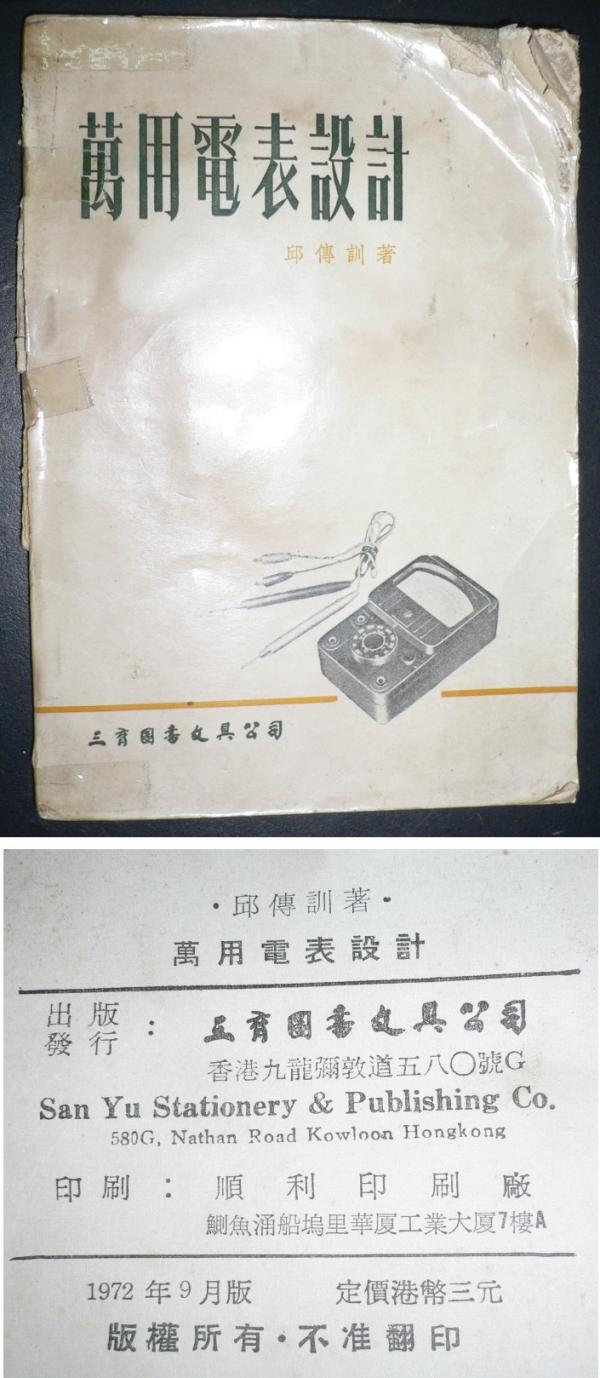 萬用電表設計
邱傳訓著
三育圖書文具公司
·邱傳訓著·
萬用電表設計
出版發行：三育圖書文具公司
香港九龍彌敦道五八〇號G
San Yu Stationery & Publishing Co.
580G, Nathan Road Kowloon Hongkong
印刷：順利印刷廠
鰂魚涌船塢里華厦工業大厦7樓A
1972年9月版 定價港幣三元
版權所有·不准翻印